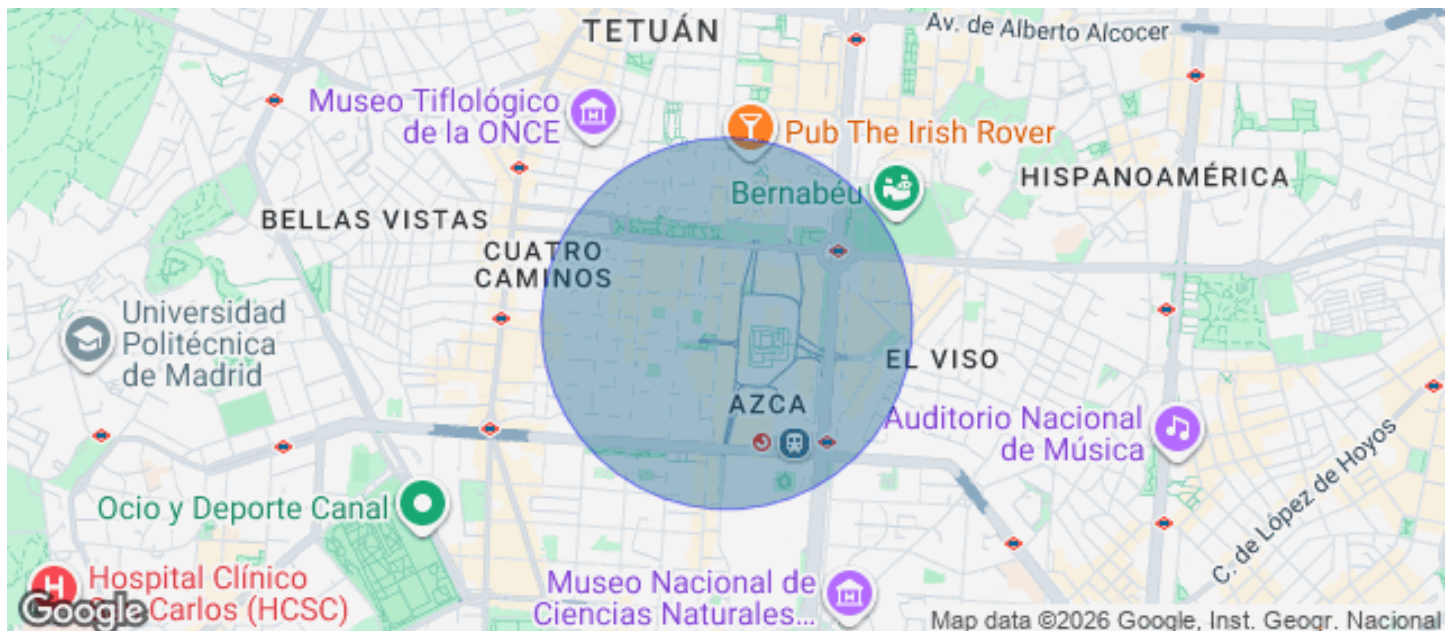 TETUÁN
Av. de Alberto Alcocer
Museo Tiflológico
de la ONCE
Pub The Irish Rover
Bernabéu
HISPANOAMÉRICA
BELLAS VISTAS
CUATRO
CAMINOS
Universidad
Politécnica
de Madrid
EL VISO
AZCA
Auditorio Nacional
de Música
C. de López de Hoyos
Ocio y Deporte Canal
H
Hospital Clínico
Carlos (HCSC)
Google
Museo Nacional de
Ciencias Naturales...
Map data ©2026 Google, Inst. Geogr. Nacional